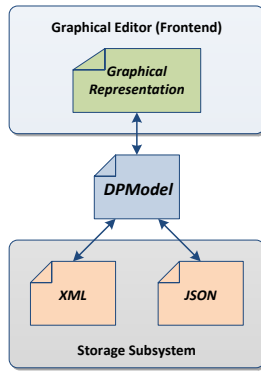 Graphical Editor (Frontend)
Graphical
Representation
DPModel
XML
JSON
Storage Subsystem